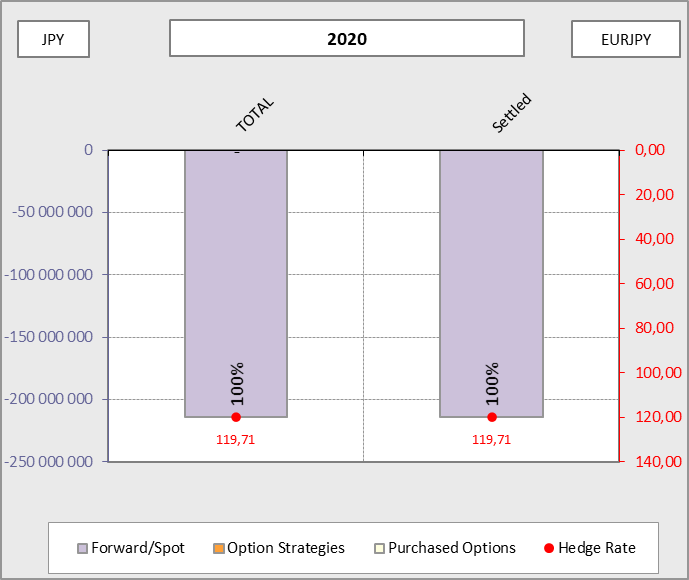 JPY
2020
EURJPY
TOTAL
Settled
0
-50 000 000
-100 000 000
-150 000 000
-200 000 000
-250 000 000
-
100%
100%
119,71
119,71
0,00
20,00
40,00
60,00
80,00
100,00
120,00
140,00
Forward/Spot
Option Strategies
Purchased Options
Hedge Rate